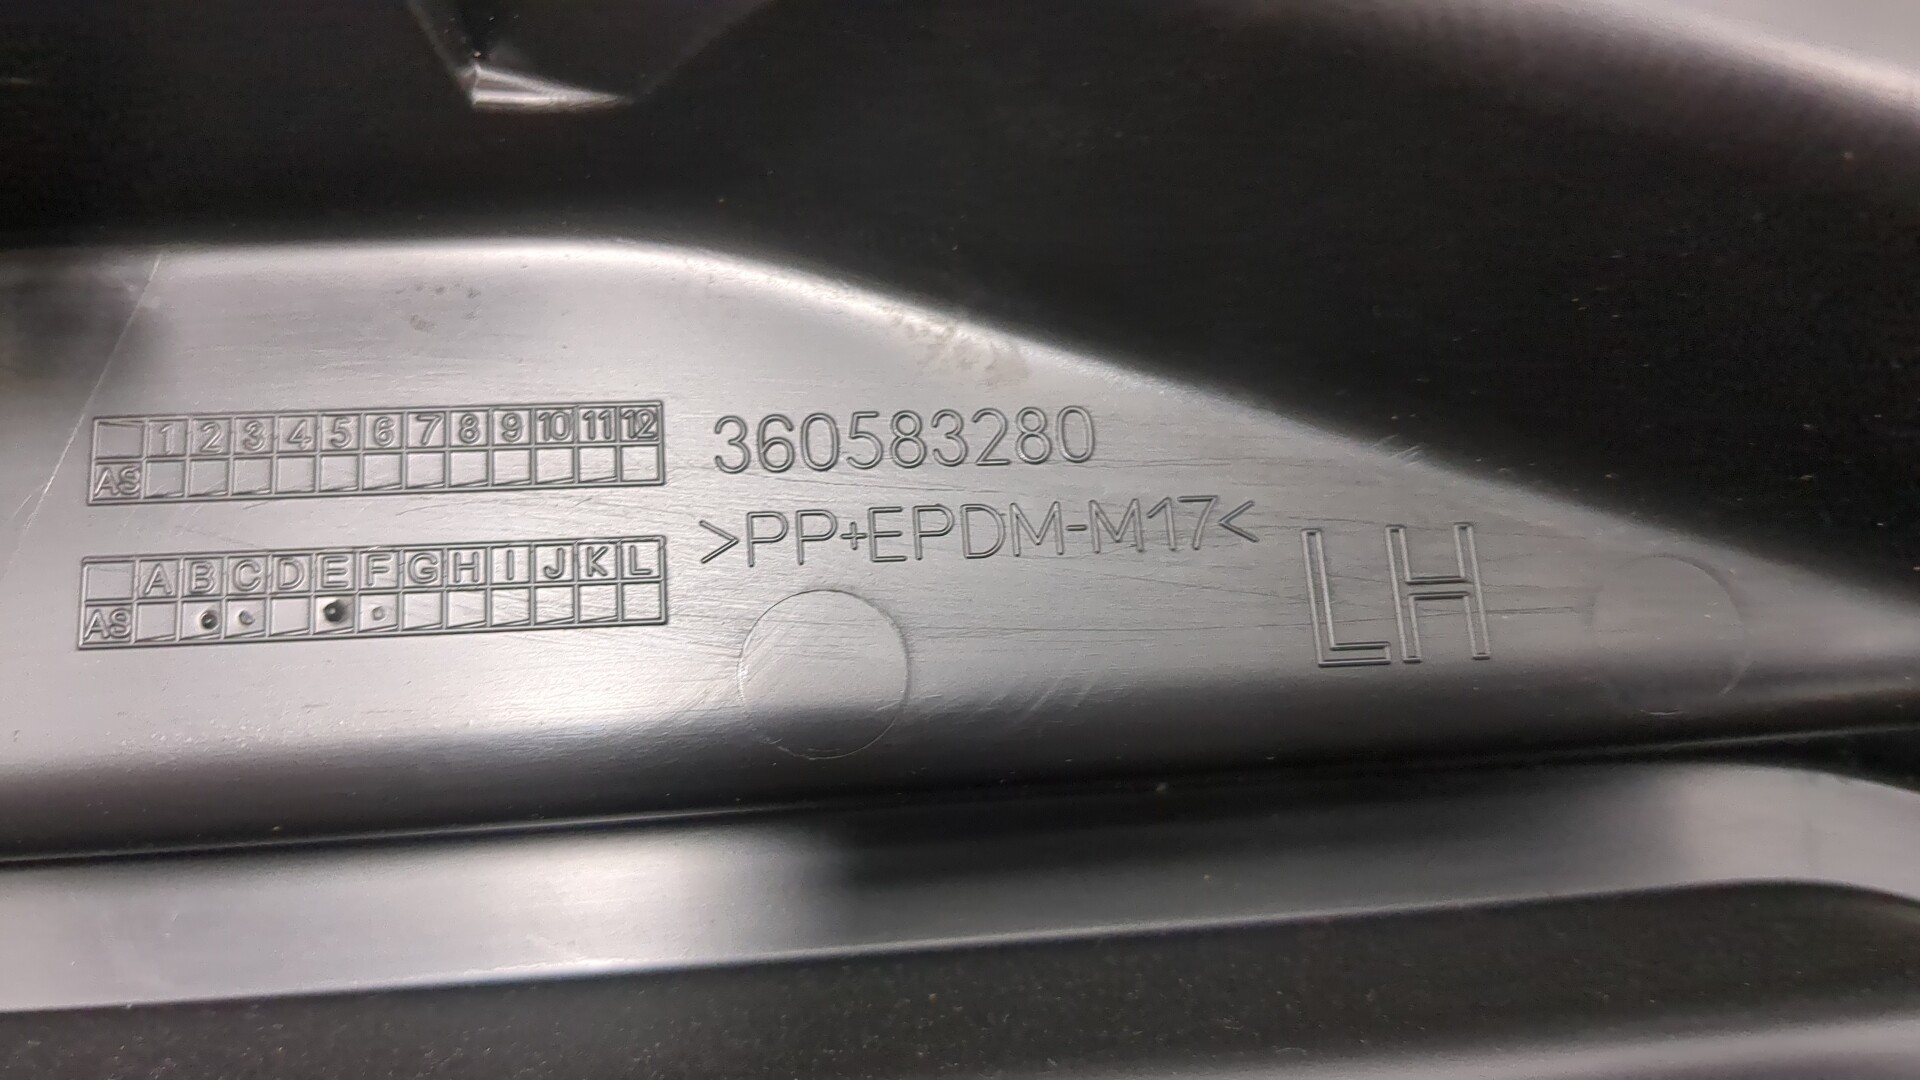 1 2 3 4 5 6 7 8 9 10 11 12
AS
360583280
>PP+EPDM-M17<
LH
A B C D E F G H I J K L
AS